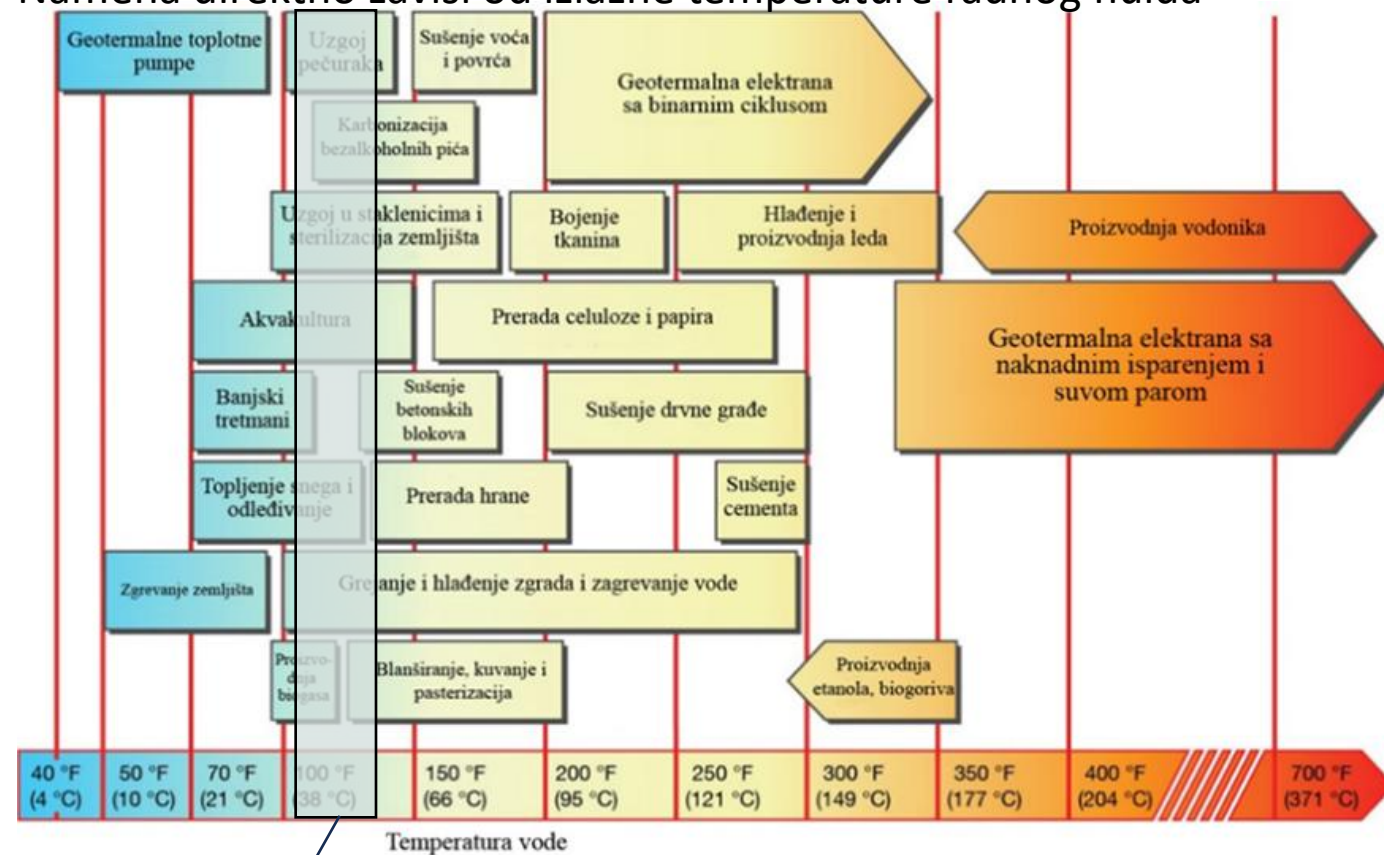 Namena direktno zavisi od izlazne temperature radnog fluida
Geotermalne toplotne
pumpe
Uzgoj
pečuraka
Sušenje voća
i povrća
Geotermalna elektrana
sa binarnim ciklusom
Karbonizacija
bezalkoholnih pića
Uzgoj u staklenicima i
sterilizacija zemljišta
Bojenje
tkanina
Hlađenje i
proizvodnja leda
Proizvodnja vodonika
Akvakultura
Prerada celuloze i papira
Geotermalna elektrana sa
naknadnim isparenjem i
suvom parom
Banjski
tretmani
Sušenje
betonskih
blokova
Sušenje drvne građe
Topljenje snega i
odleđivanje
Prerada hrane
Sušenje
cementa
Zgrevanje zemljišta
Grejanje i hlađenje zgrada i zagrevanje vode
Proizvo-
dnja
biogasa
Blanširanje, kuvanje i
pasterizacija
Proizvodnja
etanola, biogoriva
40 °F
(4 °C)
50 °F
(10 °C)
70 °F
(21 °C)
100 °F
(38 °C)
150 °F
(66 °C)
200 °F
(95 °C)
250 °F
(121 °C)
300 °F
(149 °C)
350 °F
(177 °C)
400 °F
(204 °C)
700 °F
(371 °C)
Temperatura vode